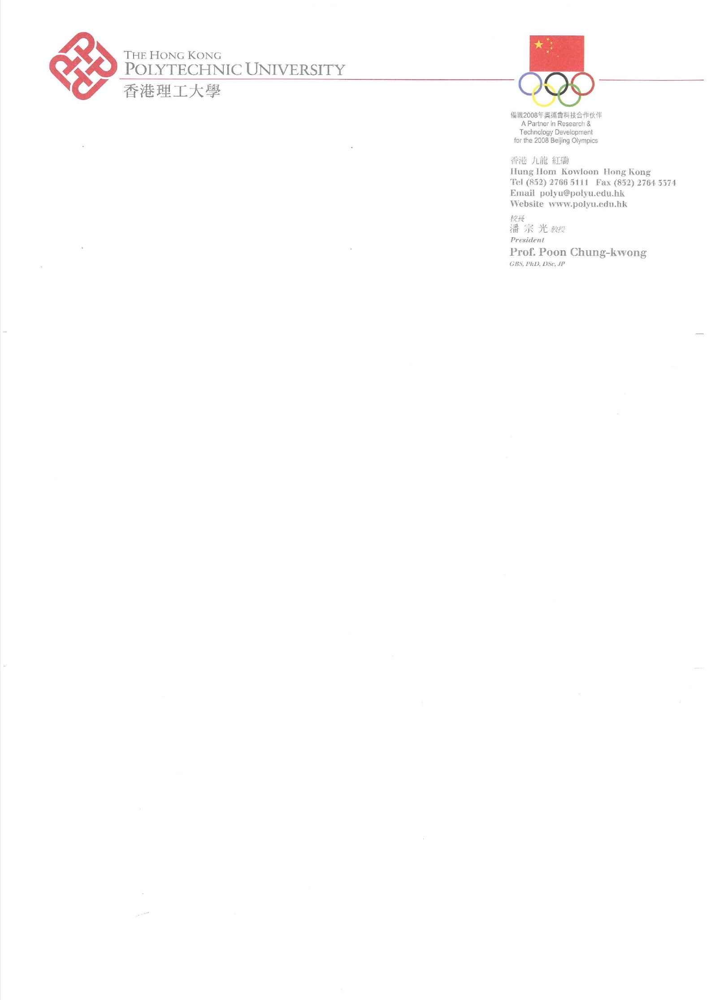 THE HONG KONG
POLYTECHNIC UNIVERSITY
香港理工大學
備戰2008年奧運會科技合作伙伴
A Partner in Research &
Technology Development
for the 2008 Beijing Olympics
香港 九龍 紅磡
Hung Hom Kowloon Hong Kong
Tel (852) 2766 5111 Fax (852) 2764 3374
Email polyu@polyu.edu.hk
Website www.polyu.edu.hk
校長
潘 宗 光 教授
President
Prof. Poon Chung-kwong
GBS, PhD, DSc, JP